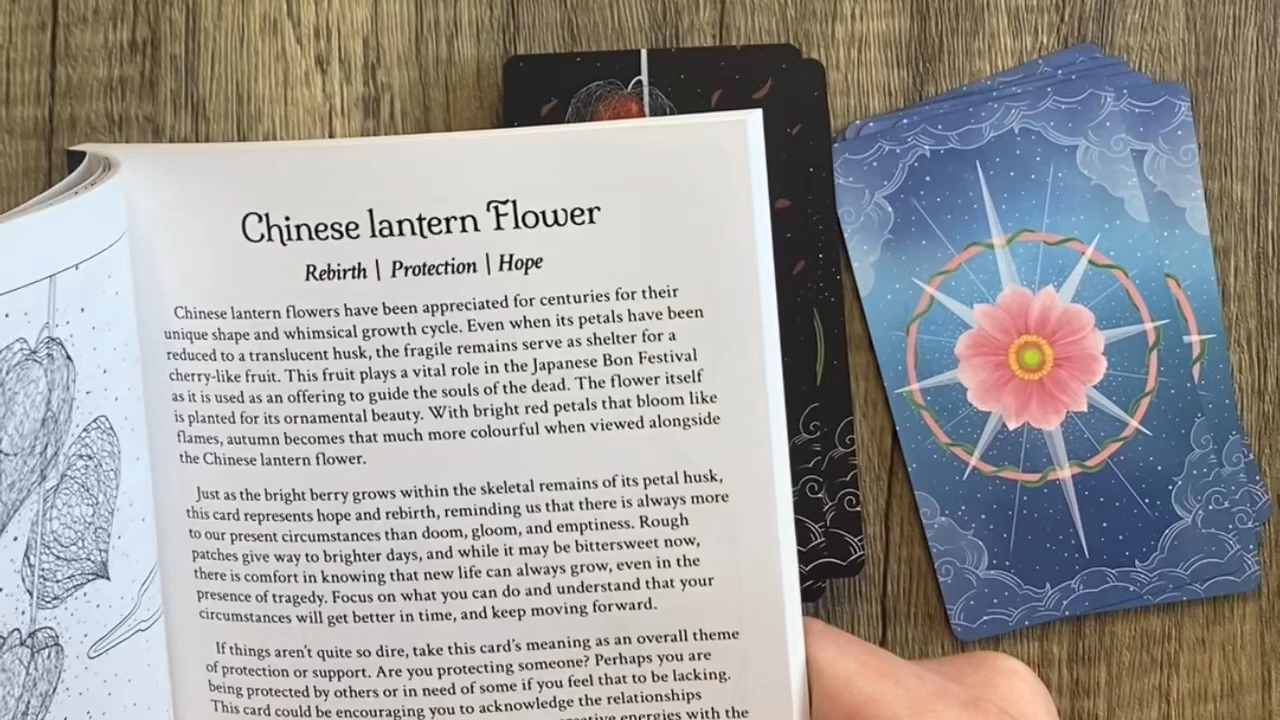 Chinese lantern Flower
Rebirth | Protection | Hope
Chinese lantern flowers have been appreciated for centuries for their
unique shape and whimsical growth cycle. Even when its petals have been
reduced to a translucent husk, the fragile remains serve as shelter for a
cherry-like fruit. This fruit plays a vital role in the Japanese Bon Festival
as it is used as an offering to guide the souls of the dead. The flower itself
is planted for its ornamental beauty. With bright red petals that bloom like
flames, autumn becomes that much more colourful when viewed alongside
the Chinese lantern flower.
Just as the bright berry grows within the skeletal remains of its petal husk,
this card represents hope and rebirth, reminding us that there is always more
to our present circumstances than doom, gloom, and emptiness. Rough
patches give way to brighter days, and while it may be bittersweet now,
there is comfort in knowing that new life can always grow, even in the
presence of tragedy. Focus on what you can do and understand that your
circumstances will get better in time, and keep moving forward.
If things aren't quite so dire, take this card's meaning as an overall theme
of protection or support. Are you protecting someone? Perhaps you are
being protected by others or in need of some if you feel that to be lacking.
This card could be encouraging you to acknowledge the relationships
energies with the